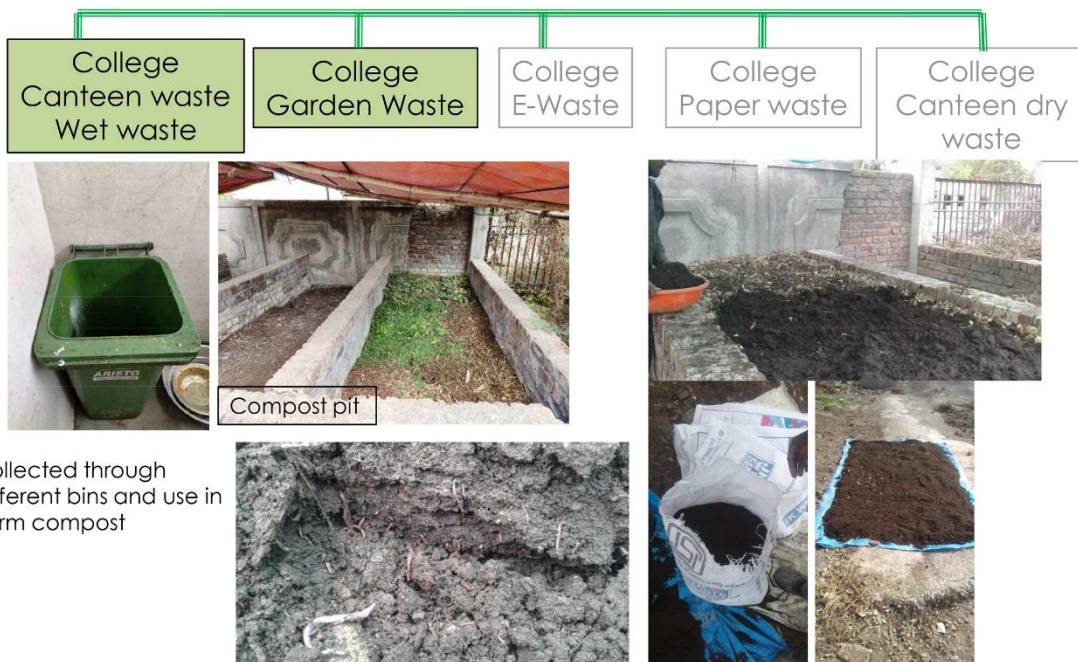 College
Canteen waste
Wet waste
College
Garden Waste
College
E-Waste
College
Paper waste
College
Canteen dry
waste
ARISTO
Compost pit
ollected through
fferent bins and use in
rm compost
ISI